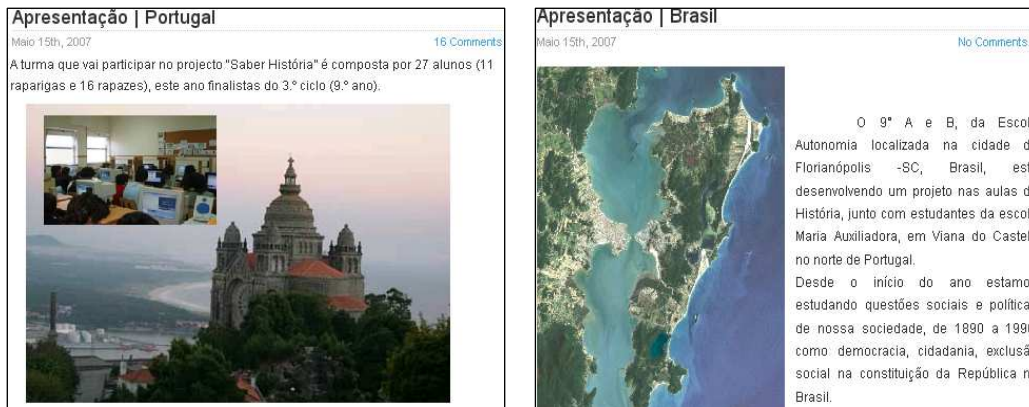 Apresentação | Portugal
Maio 15th, 2007
16 Comments
A turma que vai participar no projecto "Saber História" é composta por 27 alunos (11
raparigas e 16 rapazes), este ano finalistas do 3.º ciclo (9.º ano).
Apresentação | Brasil
Maio 15th, 2007
No Comments
O 9° A e B, da Escol
Autonomia localizada na cidade d
Florianópolis -SC, Brasil, est
desenvolvendo um projeto nas aulas d
História, junto com estudantes da escol
Maria Auxiliadora, em Viana do Castel
no norte de Portugal.
Desde o início do ano estamo
estudando questões sociais e política
de nossa sociedade, de 1890 a 1990
como democracia, cidadania, exclusã
social na constituição da República n
Brasil.